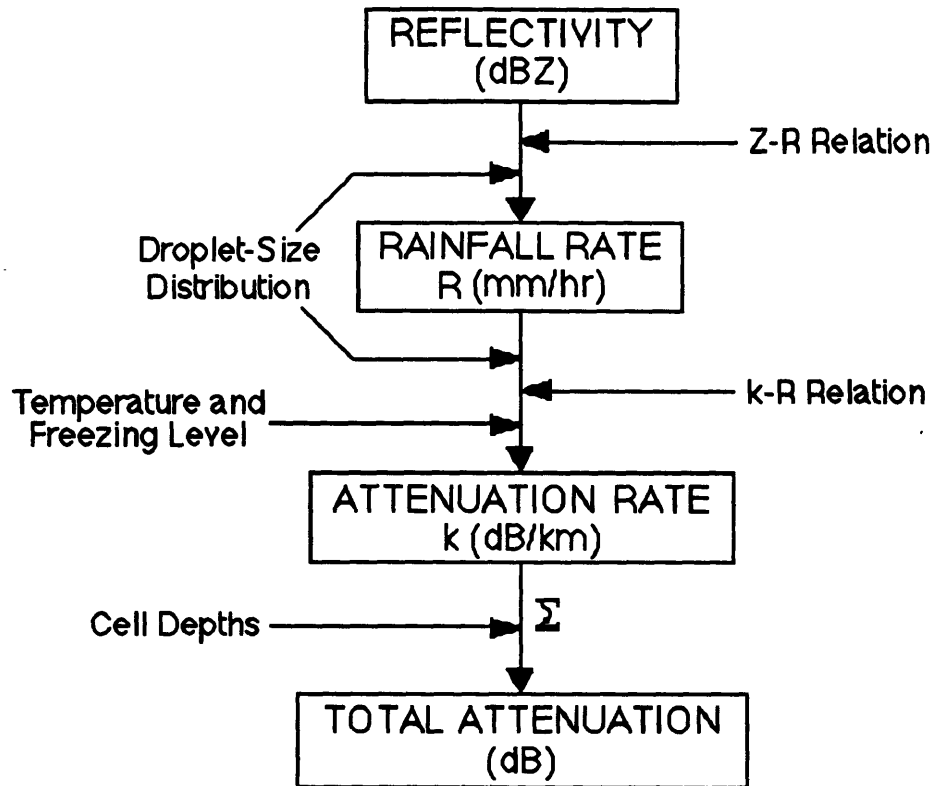 REFLECTIVITY
(dBZ)
Z-R Relation
Droplet-Size
Distribution
RAINFALL RATE
R (mm/hr)
k-R Relation
Temperature and
Freezing Level
ATTENUATION RATE
k (dB/km)
Cell Depths
Σ
TOTAL ATTENUATION
(dB)